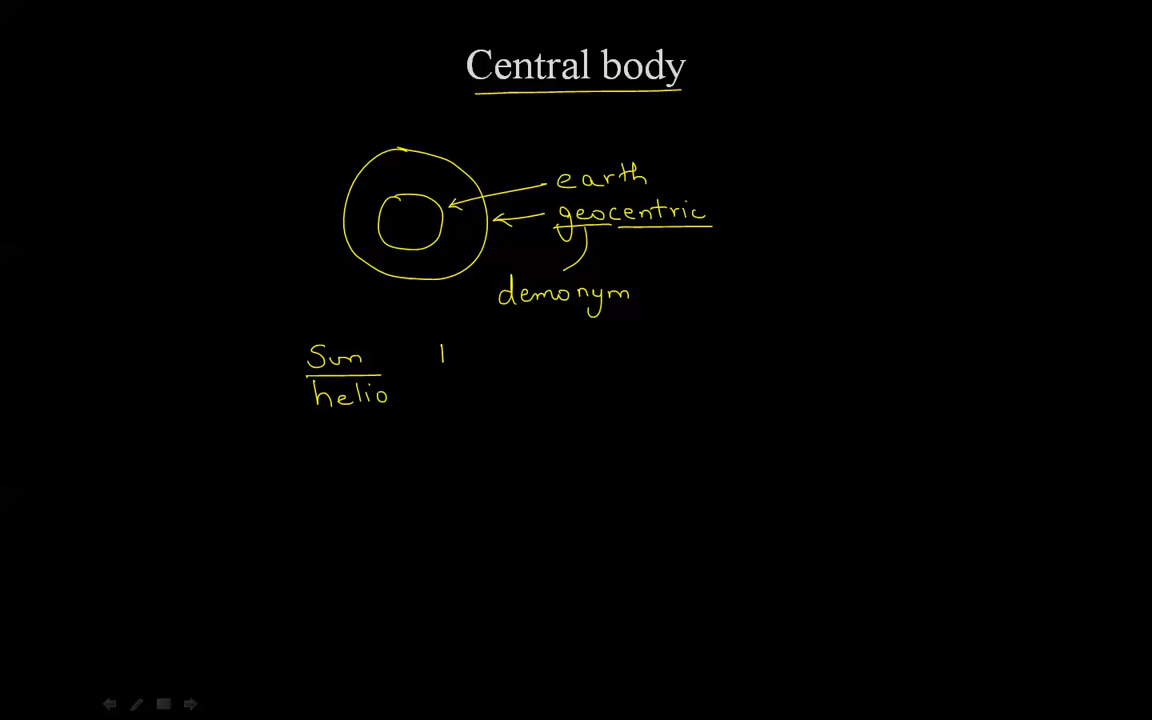 Central body
earth
geocentric
demonym
Sun
helio